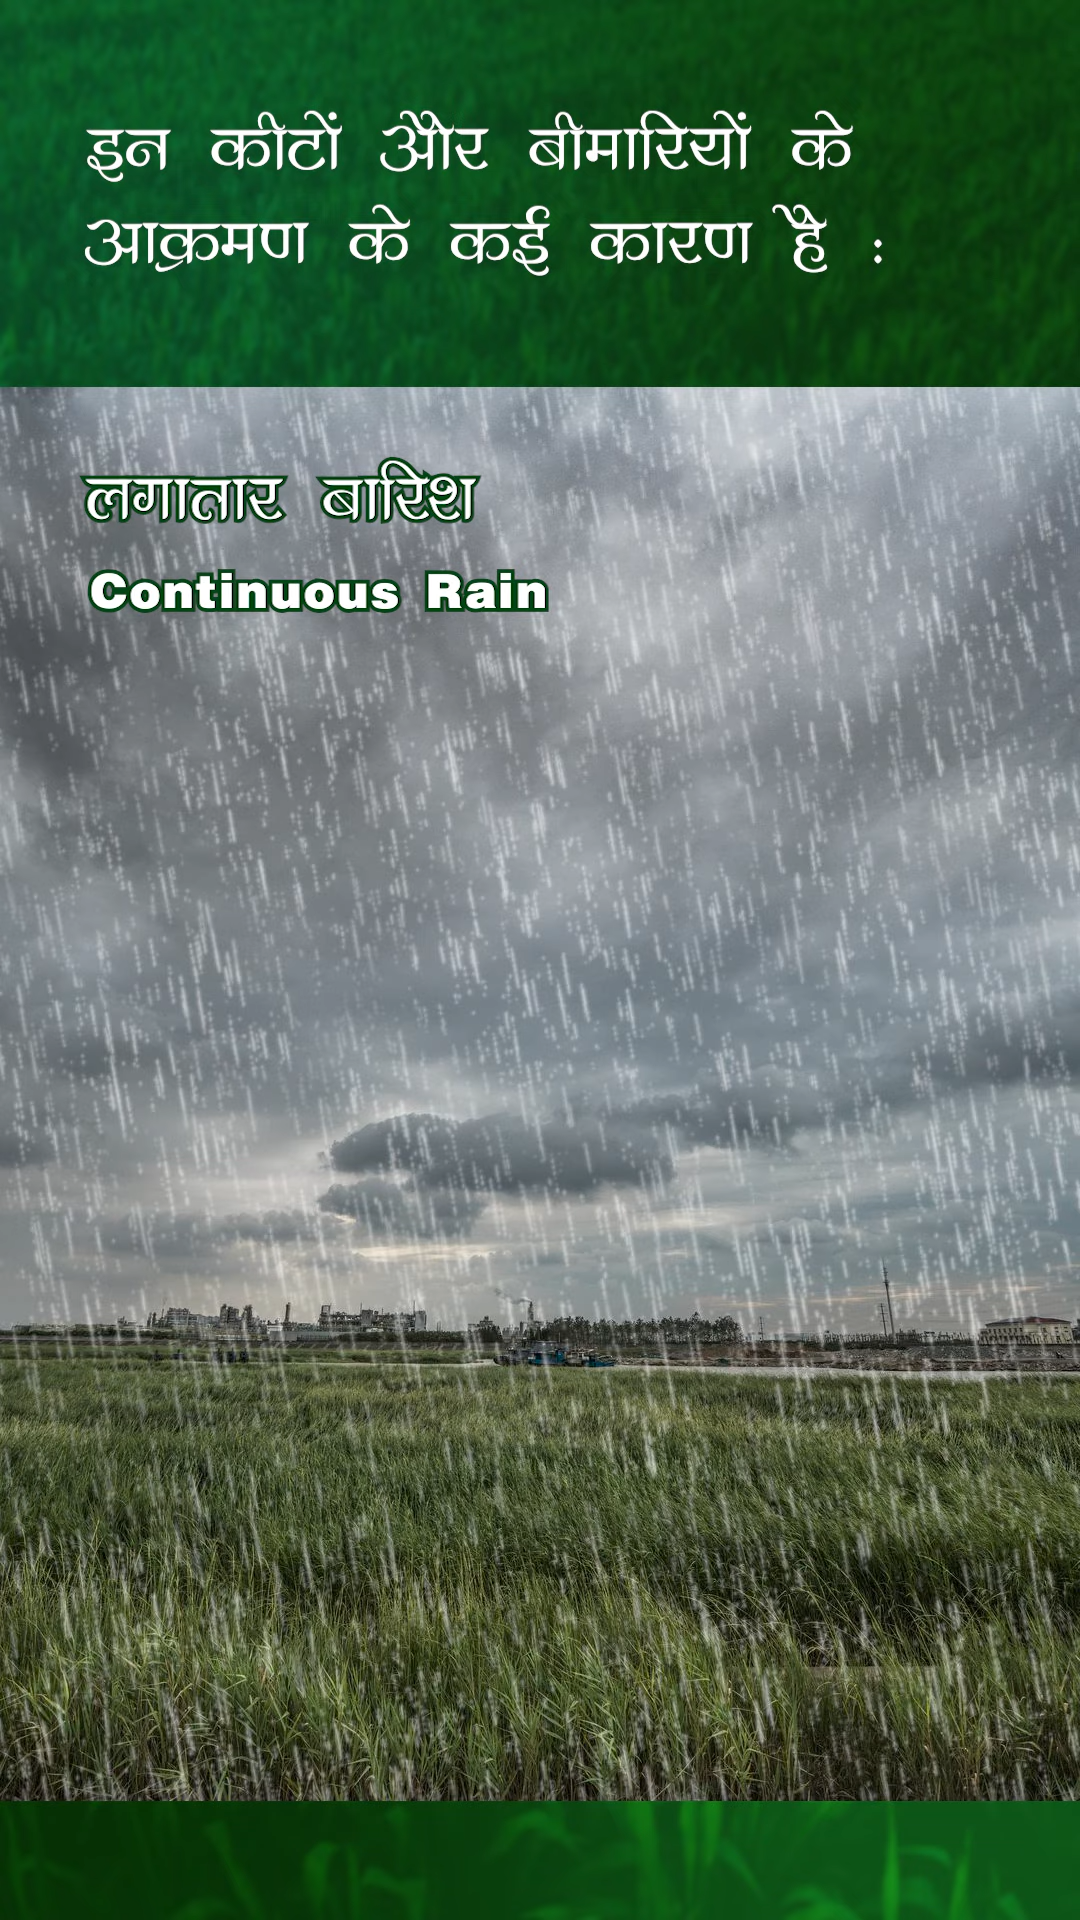 इन कीटों और बीमारियों के
आक्रमण के कई कारण है :
लगातार बारिश
Continuous Rain